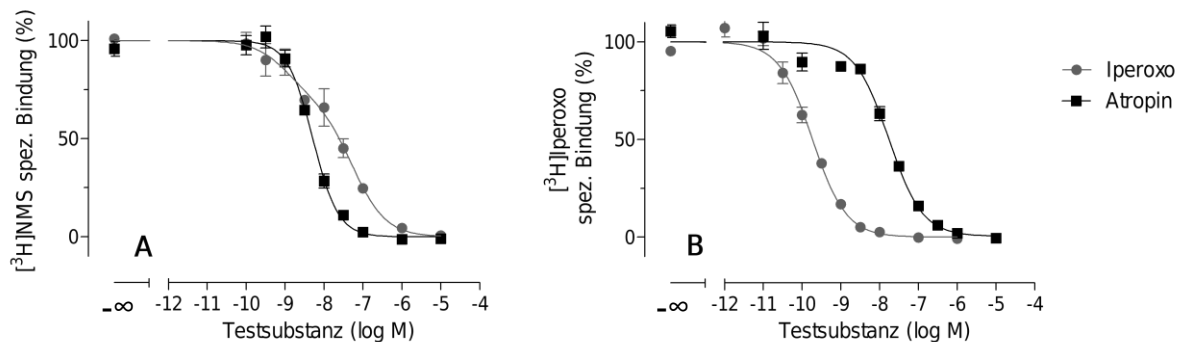 [³H]NMS spez. Bindung (%)
100
50
0
A
-∞
-12 -11 -10 -9 -8 -7 -6 -5 -4
Testsubstanz (log M)
[³H]Iperoxo
spez. Bindung (%)
100
50
0
B
-∞
-12 -11 -10 -9 -8 -7 -6 -5 -4
Testsubstanz (log M)
Iperoxo
Atropin